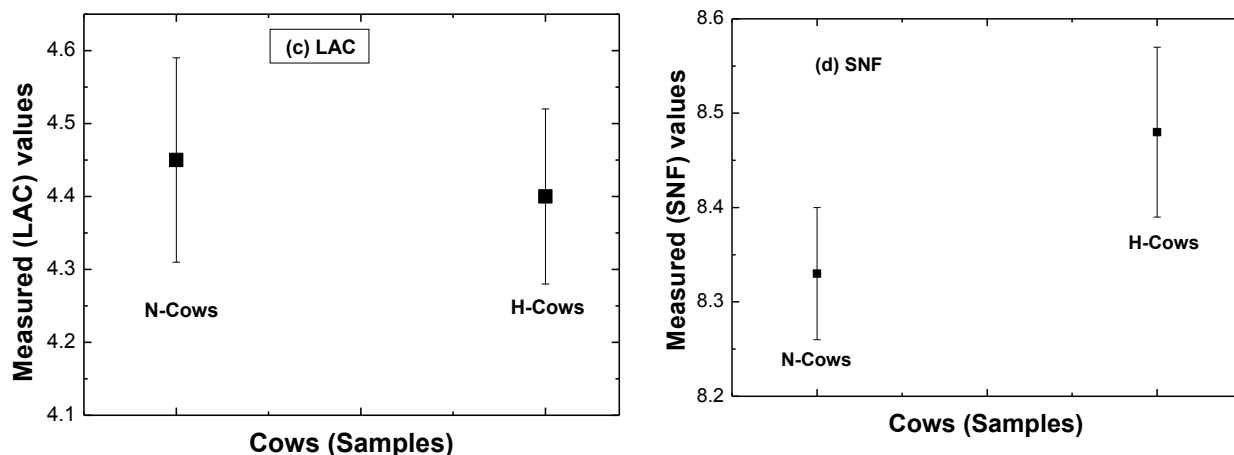 (c) LAC
Measured (LAC) values
4.6
4.5
4.4
4.3
4.2
4.1
N-Cows
H-Cows
Cows (Samples)
(d) SNF
Measured (SNF) values
8.6
8.5
8.4
8.3
8.2
H-Cows
N-Cows
Cows (Samples)